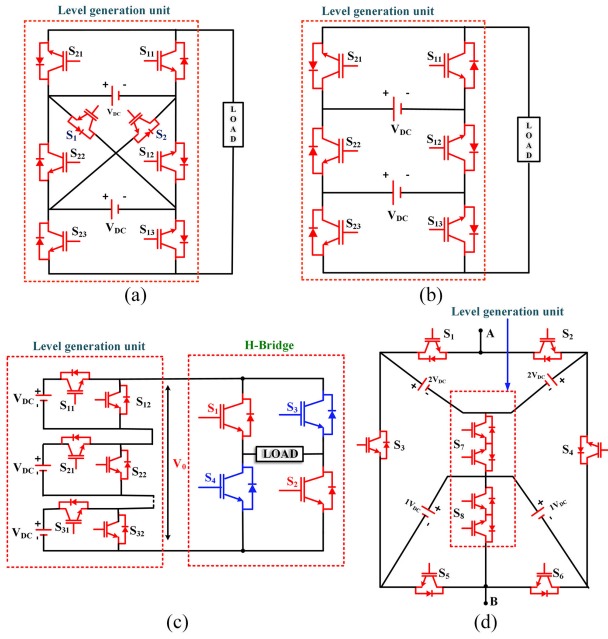 Level generation unit
S21
S11
+ -
VDC
S1
S2
S22
S12
+ -
VDC
S23
S13
LOAD
(a)
Level generation unit
S21
S11
+ -
VDC
S22
S12
+ -
VDC
S23
S13
LOAD
(b)
Level generation unit
VDC
+
-
S11
S12
VDC
+
-
S21
S22
VDC
+
-
S31
S32
V0
H-Bridge
S1
S3
LOAD
S4
S2
(c)
Level generation unit
A
S1
S2
- 2VDC +
2VDC +
-
S3
S7
S4
1VDC +
-
S8
+ 1VDC
-
S5
S6
B
(d)